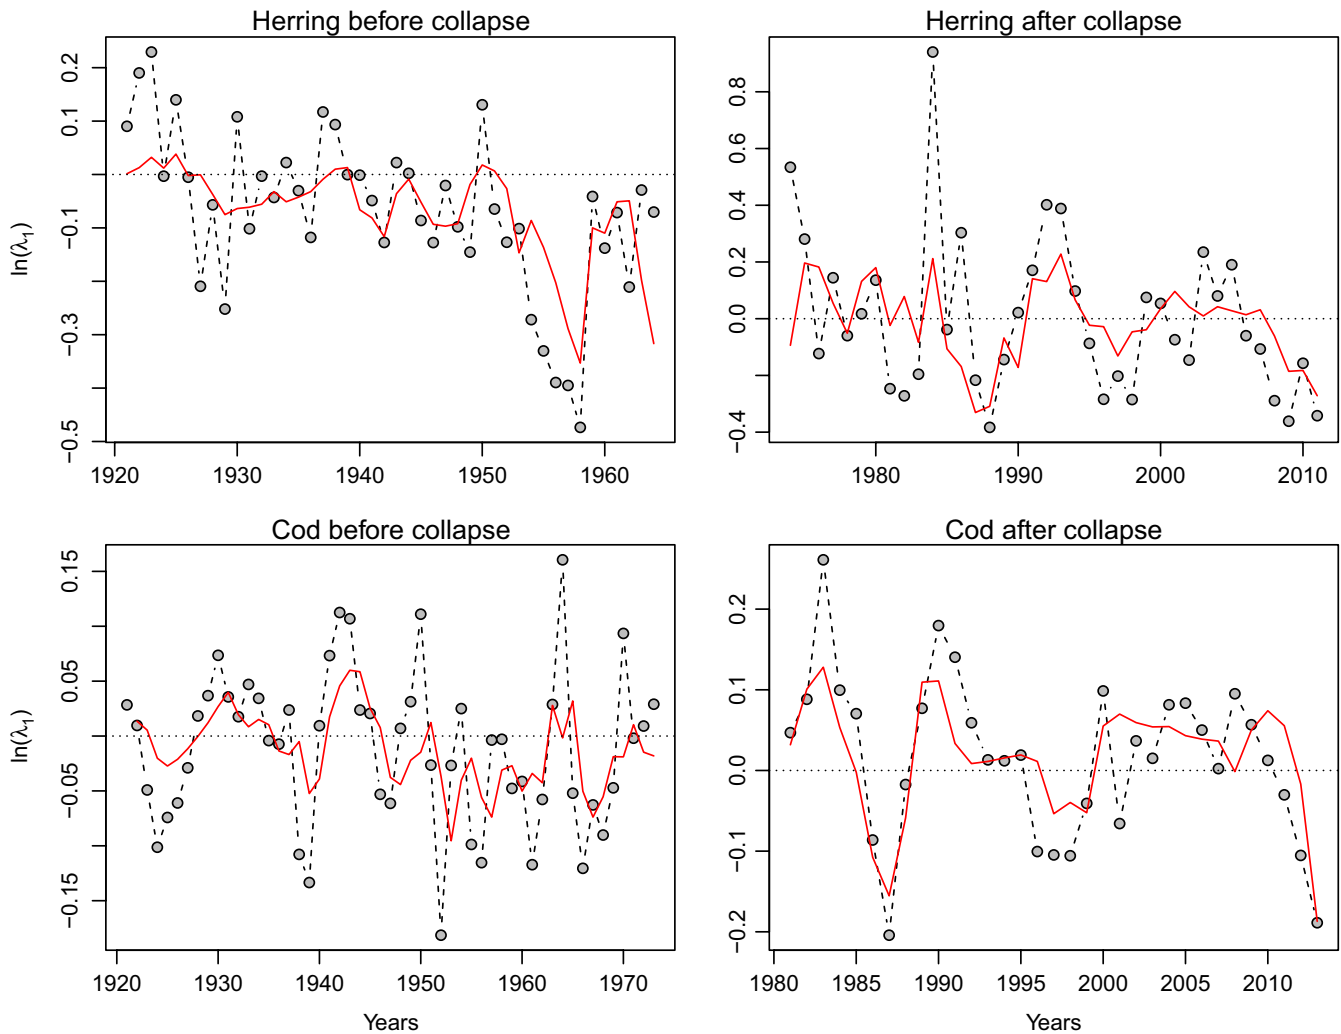 Herring before collapse
ln(λ1)
0.2
0.1
−0.1
−0.3
−0.5
1920 1930 1940 1950 1960
Herring after collapse
0.8
0.6
0.4
0.2
0.0
−0.4
1980 1990 2000 2010
Cod before collapse
ln(λ1)
0.15
0.05
−0.05
−0.15
1920 1930 1940 1950 1960 1970
Years
Cod after collapse
0.2
0.1
0.0
−0.1
−0.2
1980 1985 1990 1995 2000 2005 2010
Years